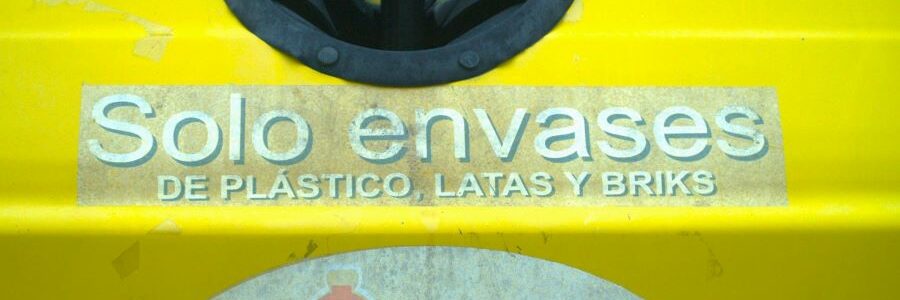 Solo envases
DE PLÁSTICO, LATAS Y BRIKS